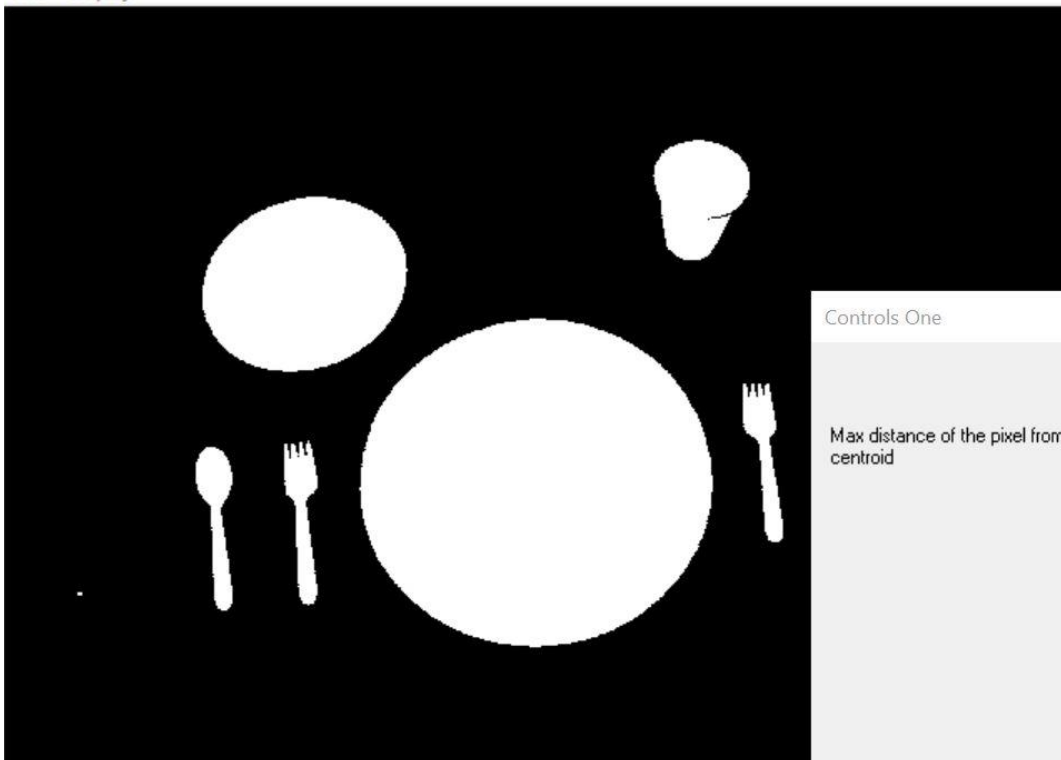 Controls One
Max distance of the pixel from
centroid